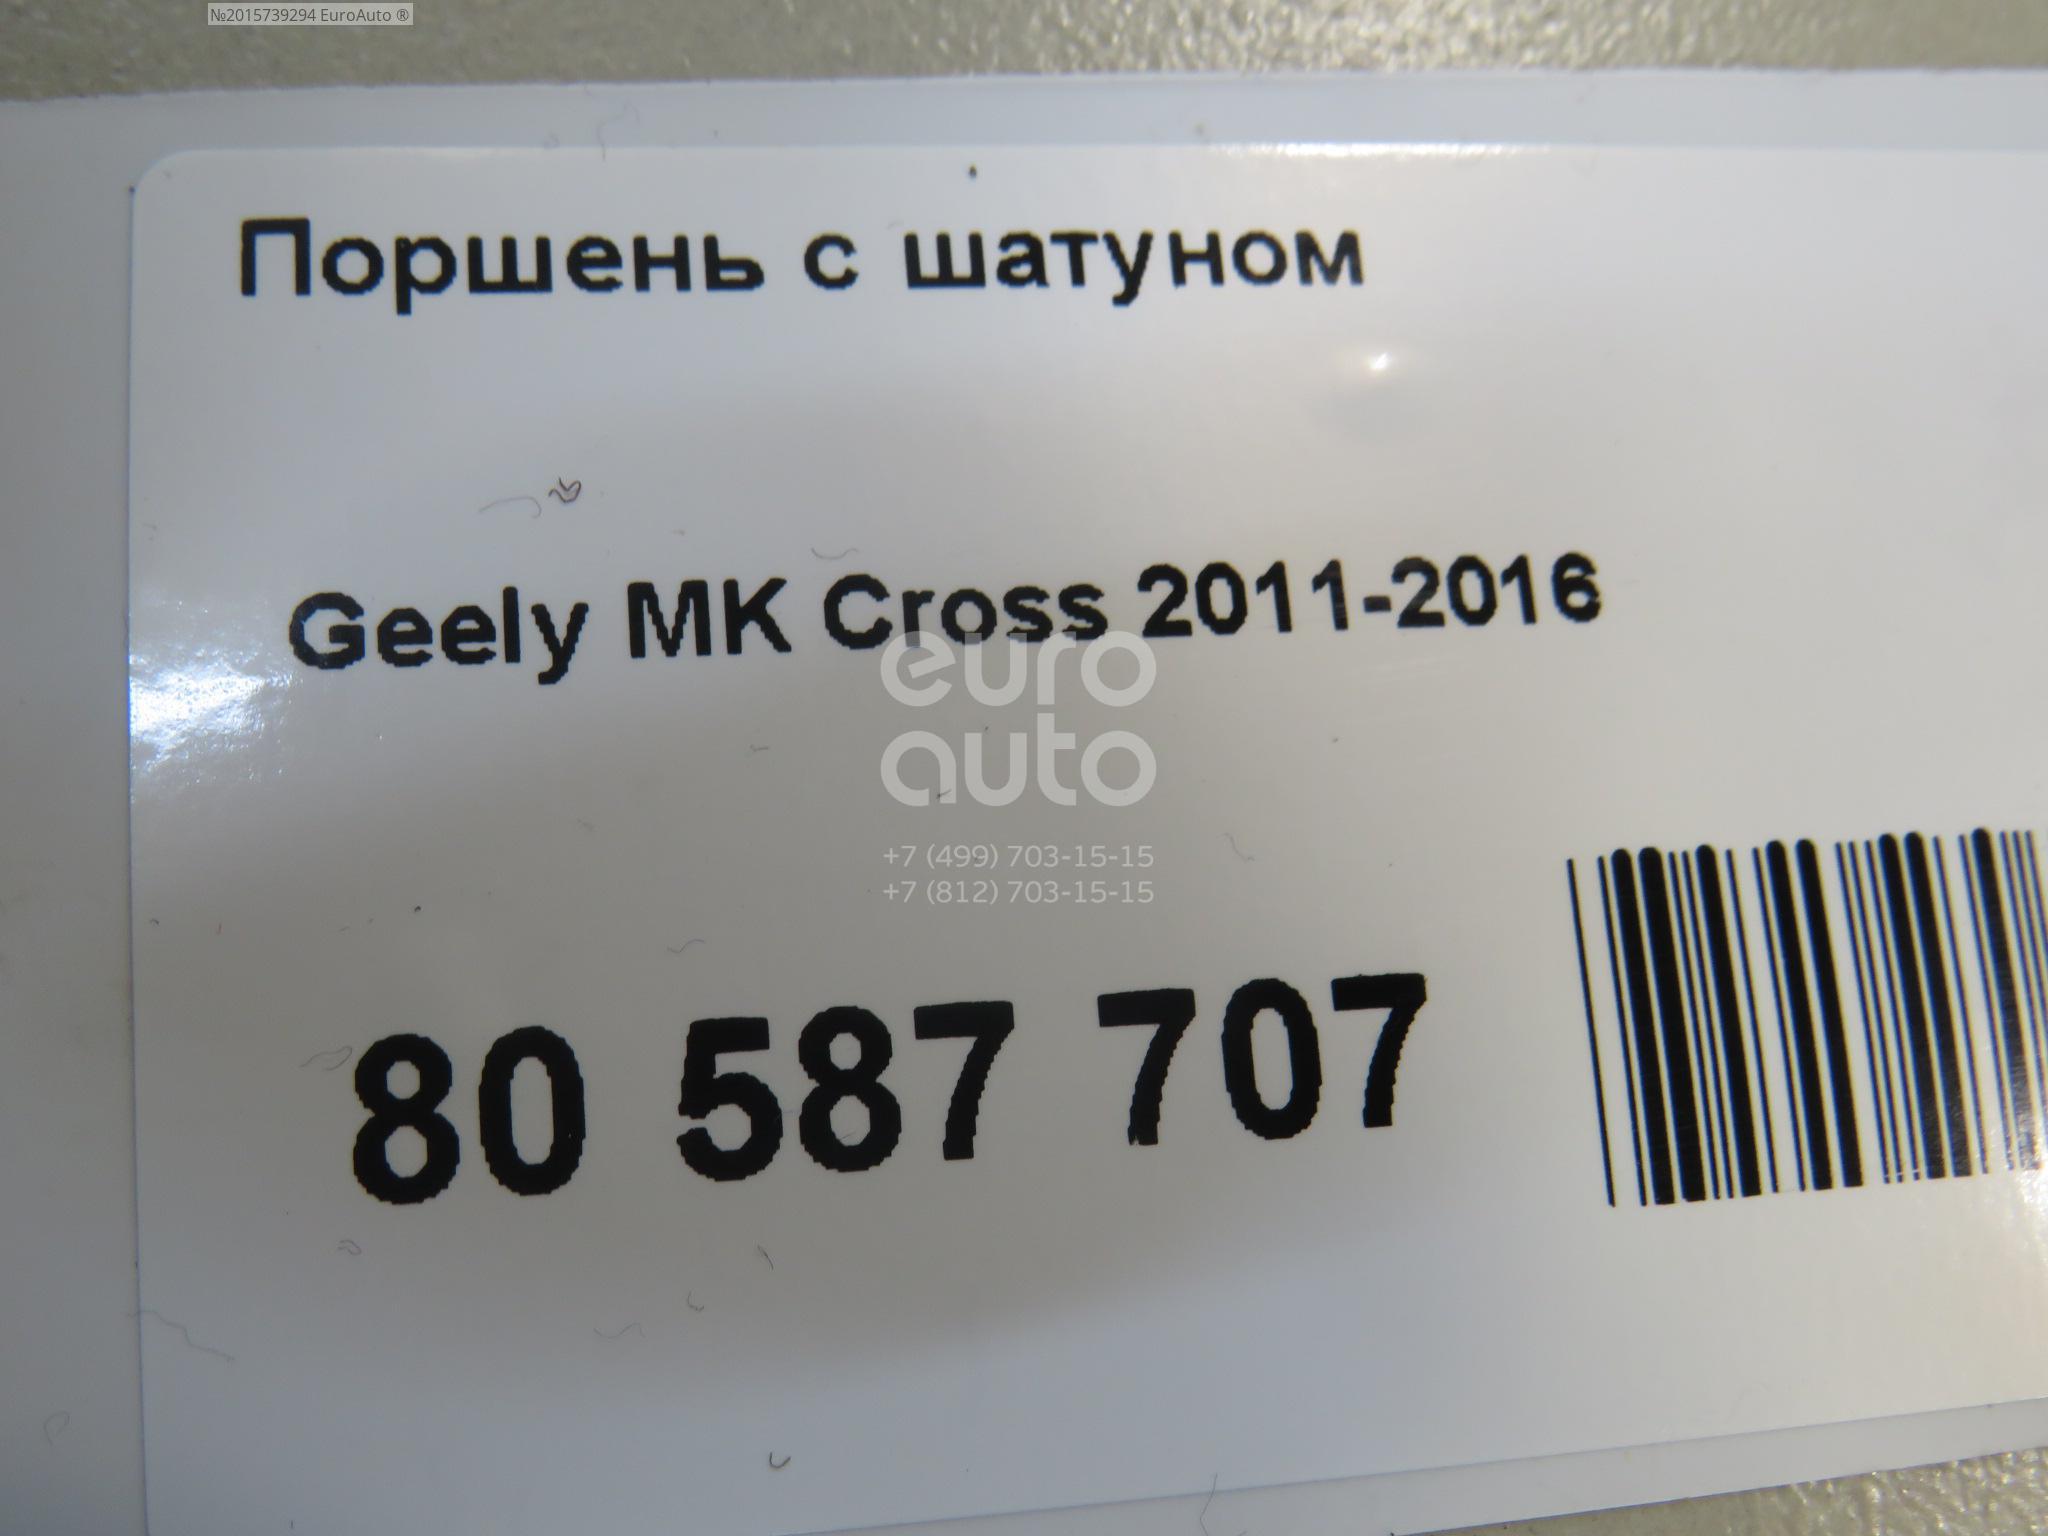 №2015739294 EuroAuto ®
Поршень с шатуном
Geely MK Cross 2011-2016
euro
auto
+7 (499) 703-15-15
+7 (812) 703-15-15
80 587 707